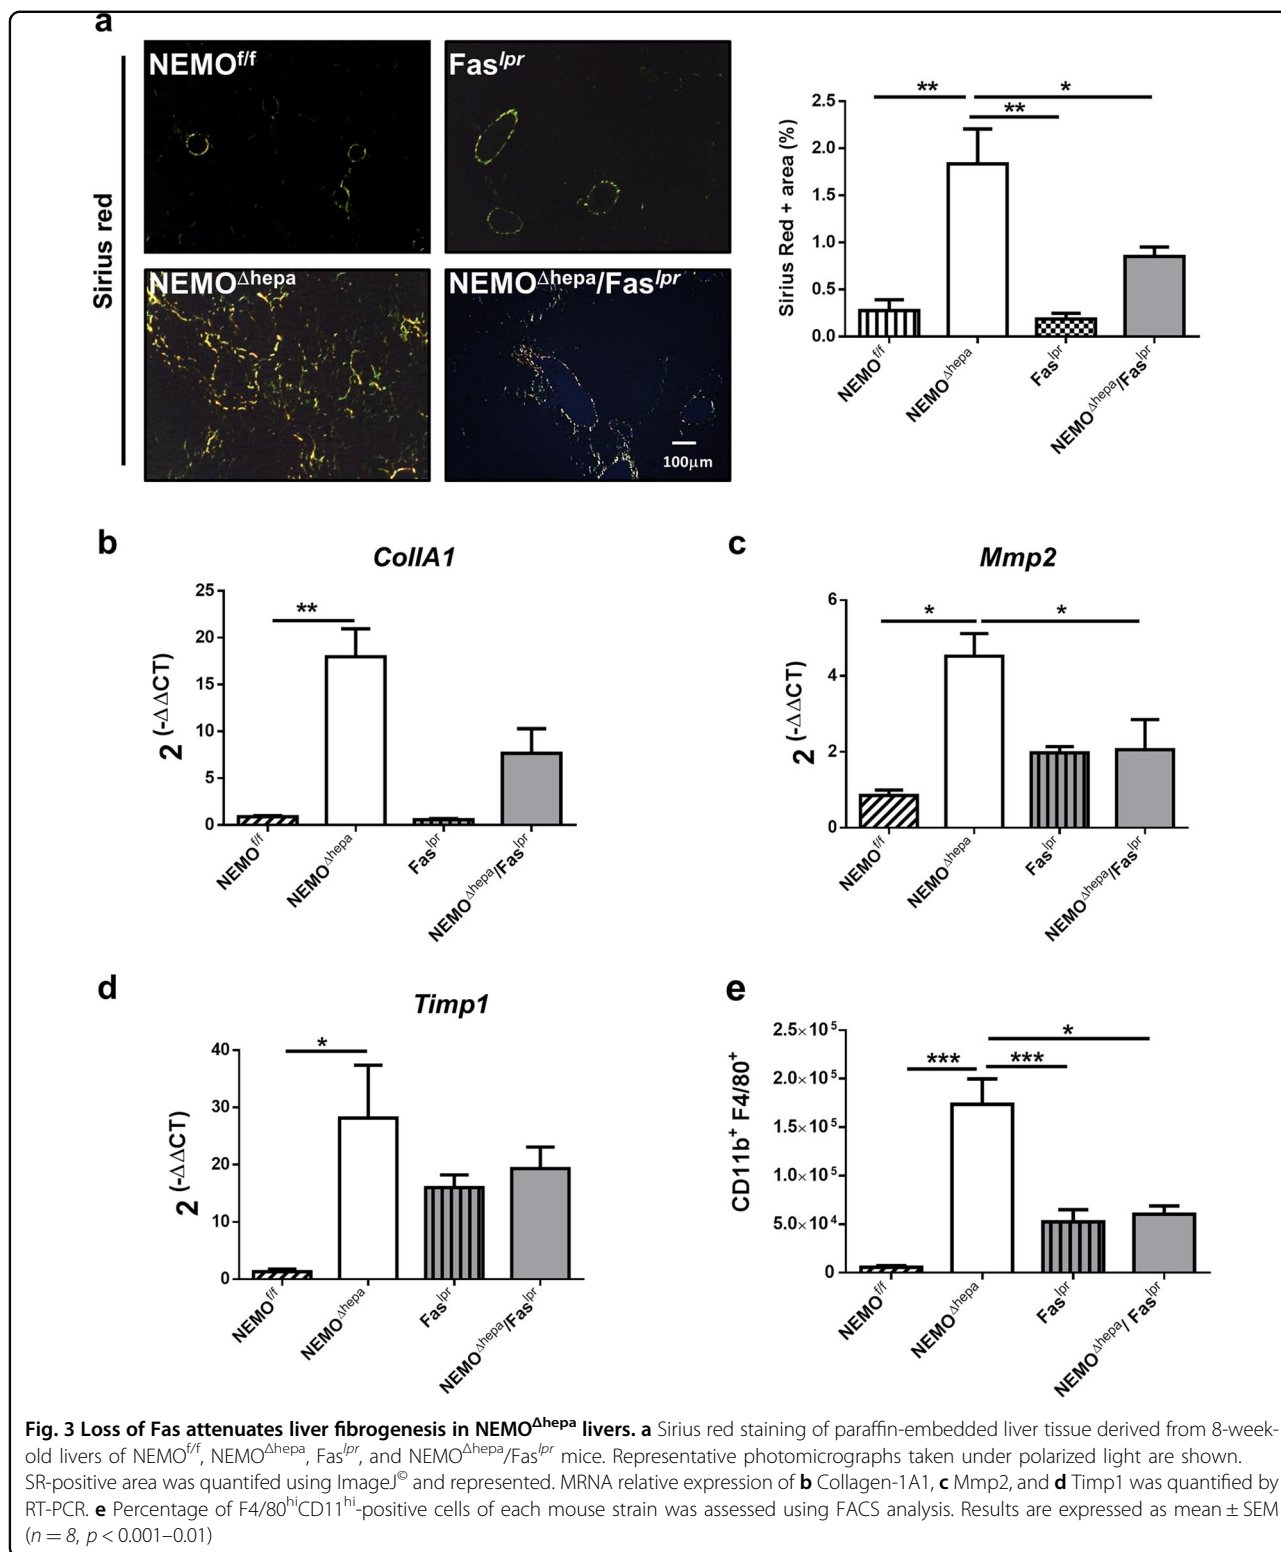 a
Sirius red
NEMOf/f
Faslpr
NEMOΔhepa
NEMOΔhepa/Faslpr
100μm
Sirius Red + area (%)
2.5
2.0
1.5
1.0
0.5
0.0
**
*
**
NEMOf/f
NEMOΔhepa
Faslpr
NEMOΔhepa/Faslpr
b
CollA1
2(-ΔΔCT)
25
20
15
10
5
0
**
NEMOf/f
NEMOΔhepa
Faslpr
NEMOΔhepa/Faslpr
c
Mmp2
2(-ΔΔCT)
6
4
2
0
*
*
NEMOf/f
NEMOΔhepa
Faslpr
NEMOΔhepa/Faslpr
d
Timp1
2(-ΔΔCT)
40
30
20
10
0
*
NEMOf/f
NEMOΔhepa
Faslpr
NEMOΔhepa/Faslpr
e
CD11b+ F4/80+
2.5×10⁵
2.0×10⁵
1.5×10⁵
1.0×10⁵
5.0×10⁴
0
*
***
***
NEMOf/f
NEMOΔhepa
Faslpr
NEMOΔhepa/ Faslpr
Fig. 3 Loss of Fas attenuates liver fibrogenesis in NEMOΔhepa livers. a Sirius red staining of paraffin-embedded liver tissue derived from 8-week-
old livers of NEMOf/f, NEMOΔhepa, Faslpr, and NEMOΔhepa/Faslpr mice. Representative photomicrographs taken under polarized light are shown.
SR-positive area was quantifed using ImageJ© and represented. MRNA relative expression of b Collagen-1A1, c Mmp2, and d Timp1 was quantified by
RT-PCR. e Percentage of F4/80hiCD11hi-positive cells of each mouse strain was assessed using FACS analysis. Results are expressed as mean ± SEM
(n = 8, p < 0.001–0.01)